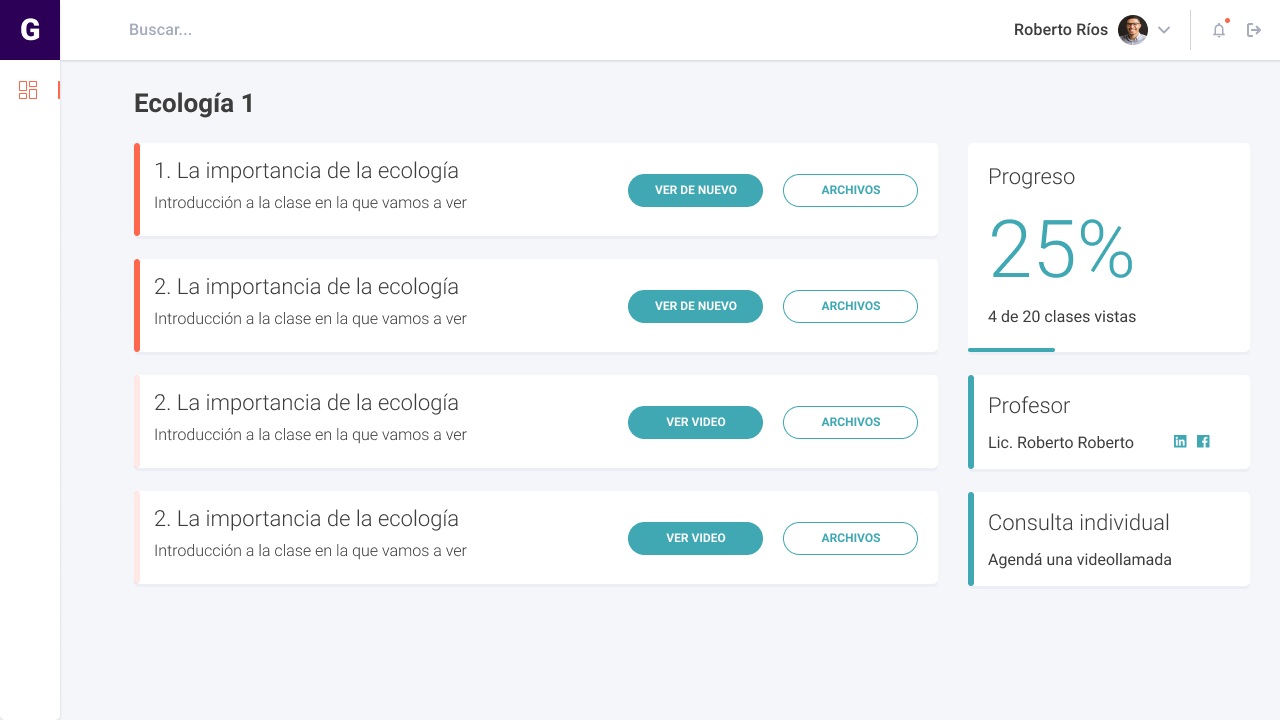 G
Buscar...
Roberto Ríos
Ecología 1
1. La importancia de la ecología
Introducción a la clase en la que vamos a ver
VER DE NUEVO
ARCHIVOS
2. La importancia de la ecología
Introducción a la clase en la que vamos a ver
VER DE NUEVO
ARCHIVOS
2. La importancia de la ecología
Introducción a la clase en la que vamos a ver
VER VIDEO
ARCHIVOS
2. La importancia de la ecología
Introducción a la clase en la que vamos a ver
VER VIDEO
ARCHIVOS
Progreso
25%
4 de 20 clases vistas
Profesor
Lic. Roberto Roberto
Consulta individual
Agendá una videollamada